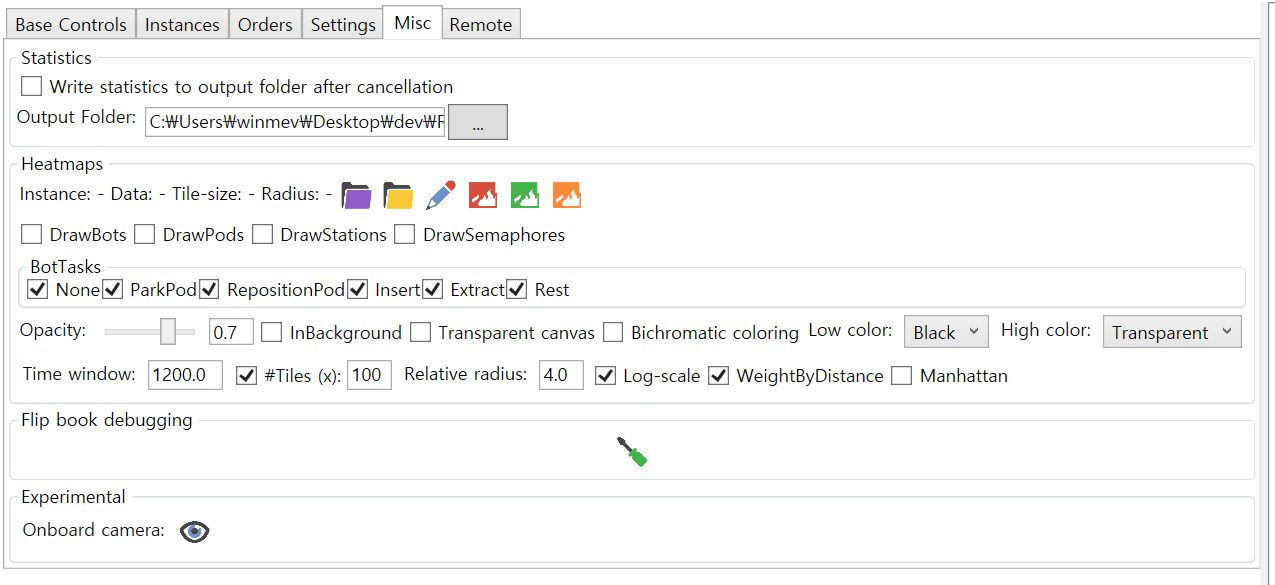 Base Controls Instances Orders Settings Misc Remote
Statistics
Write statistics to output folder after cancellation
Output Folder: C:₩Users₩winmev₩Desktop₩dev₩R ...
Heatmaps
Instance: - Data: - Tile-size: - Radius: -
DrawBots DrawPods DrawStations DrawSemaphores
BotTasks
None ParkPod RepositionPod Insert Extract Rest
Opacity: 0.7 InBackground Transparent canvas Bichromatic coloring Low color: Black High color: Transparent
Time window: 1200.0 #Tiles (x): 100 Relative radius: 4.0 Log-scale WeightByDistance Manhattan
Flip book debugging
Experimental
Onboard camera: